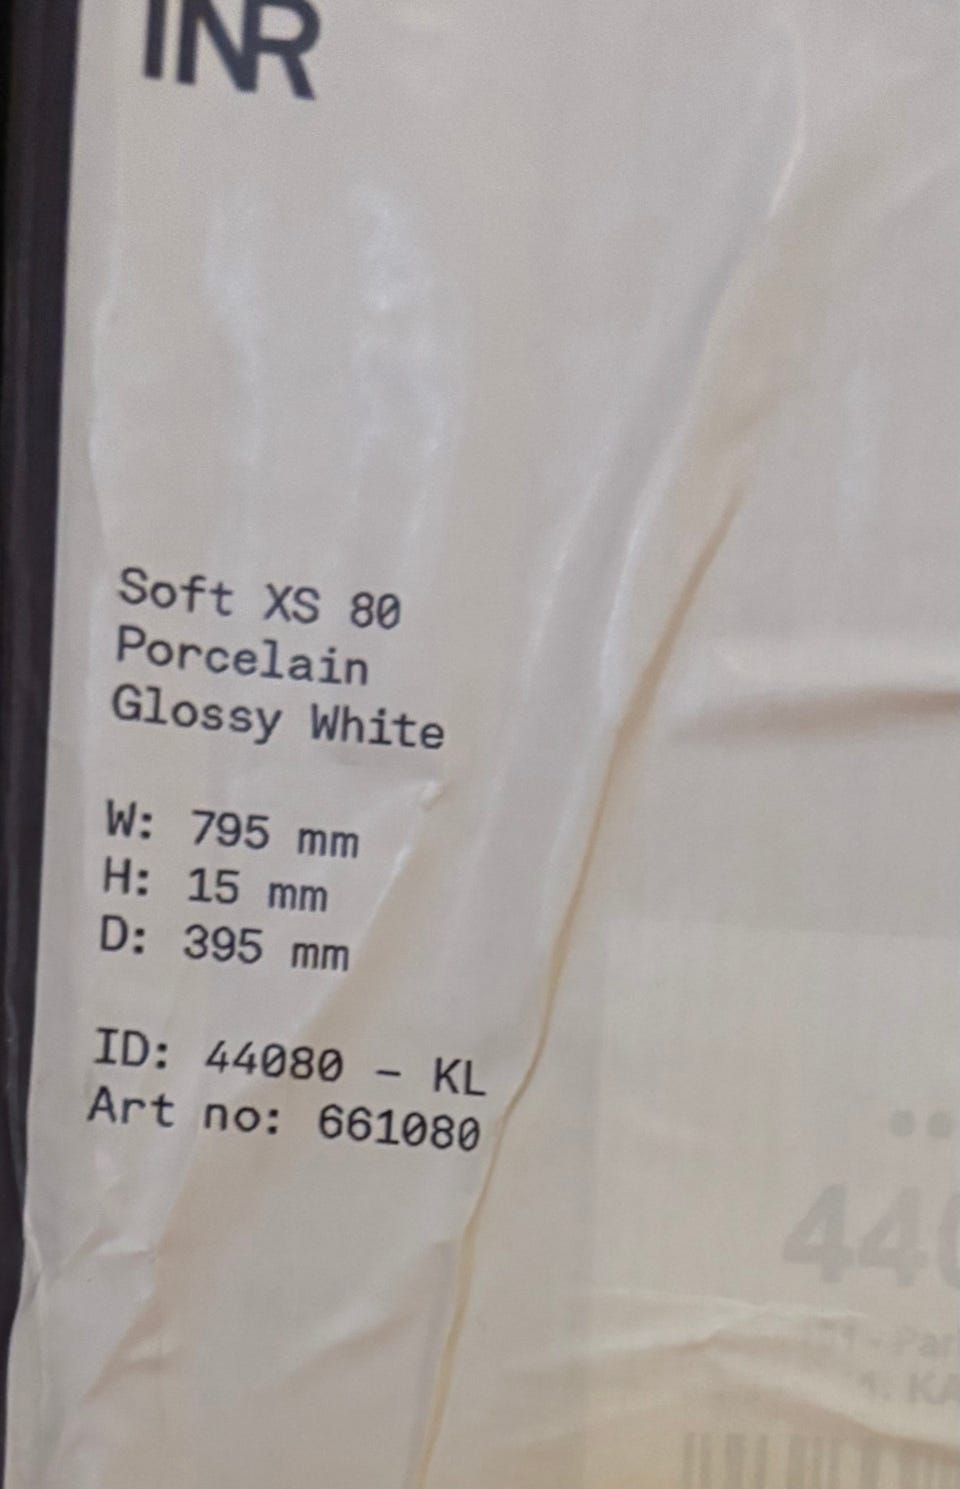 INR
Soft XS 80
Porcelain
Glossy White
W: 795 mm
H: 15 mm
D: 395 mm
ID: 44080 – KL
Art no: 661080